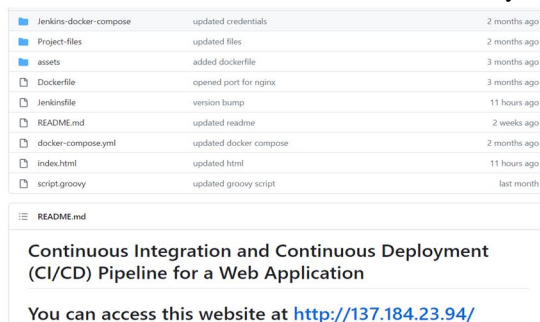 Jenkins-docker-compose updated credentials 2 months ago
Project-files updated files 2 months ago
assets added dockerfile 3 months ago
Dockerfile opened port for nginx 3 months ago
Jenkinsfile version bump 11 hours ago
README.md updated readme 2 weeks ago
docker-compose.yml updated docker compose 2 months ago
index.html updated html 11 hours ago
script.groovy updated groovy script last month
README.md
Continuous Integration and Continuous Deployment
(CI/CD) Pipeline for a Web Application
You can access this website at http://137.184.23.94/